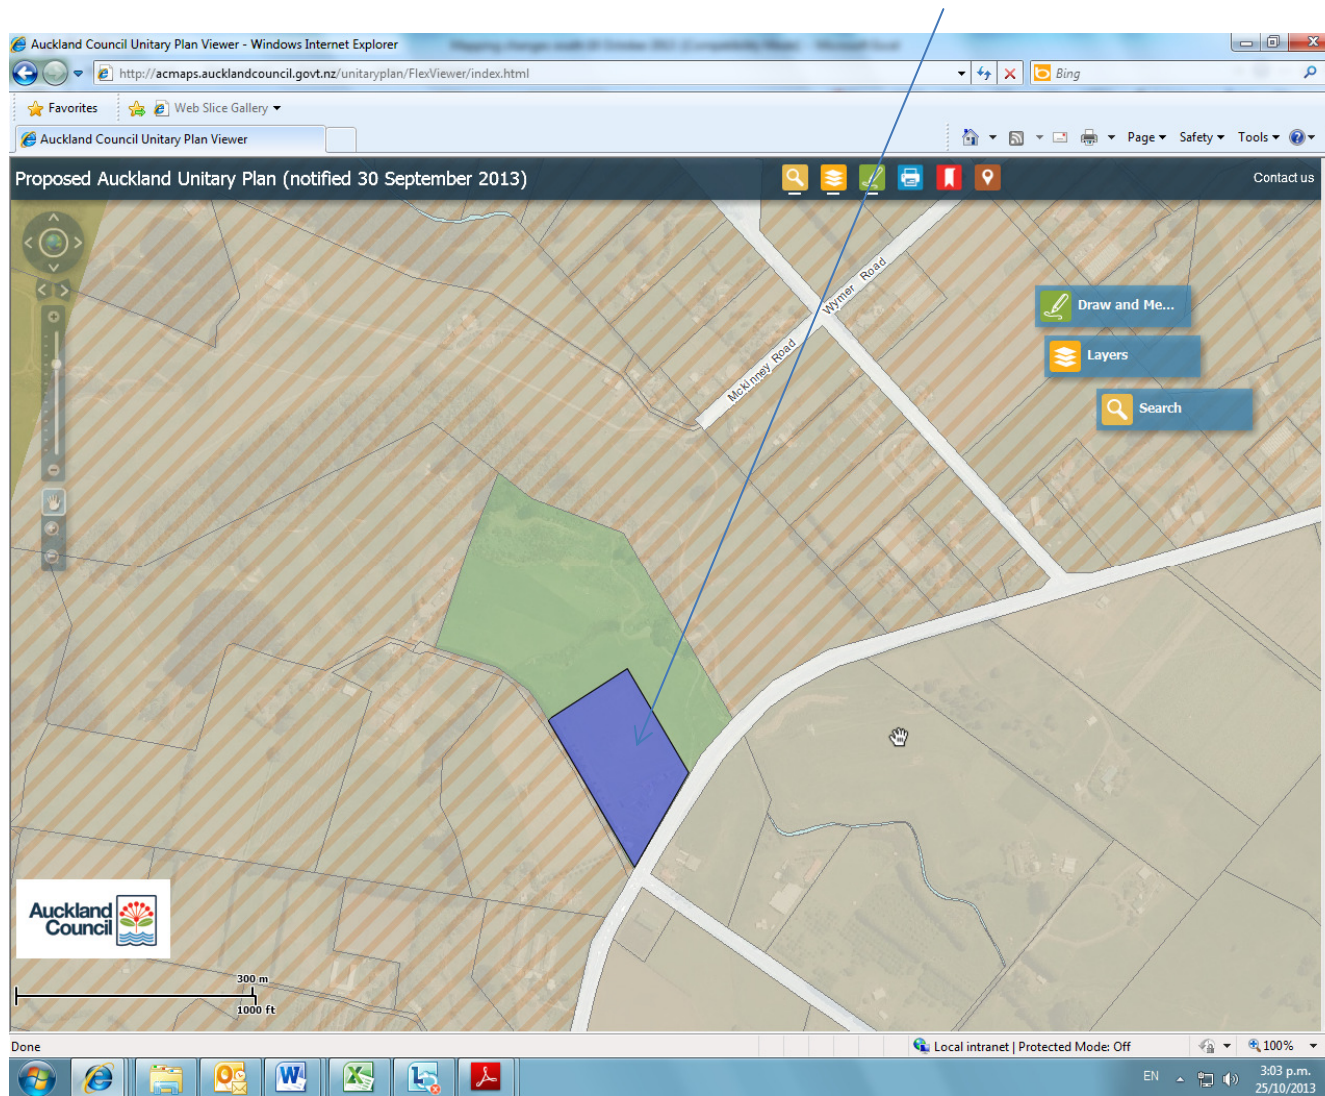 Auckland Council Unitary Plan Viewer - Windows Internet Explorer
http://acmaps.aucklandcouncil.govt.nz/unitaryplan/FlexViewer/index.html
Bing
Favorites
Web Slice Gallery
Auckland Council Unitary Plan Viewer
Page
Safety
Tools
Proposed Auckland Unitary Plan (notified 30 September 2013)
Contact us
Wymer Road
Mckinney Road
Draw and Me...
Layers
Search
Auckland
Council
300 m
1000 ft
Done
Local intranet | Protected Mode: Off
100%
EN
3:03 p.m.
25/10/2013